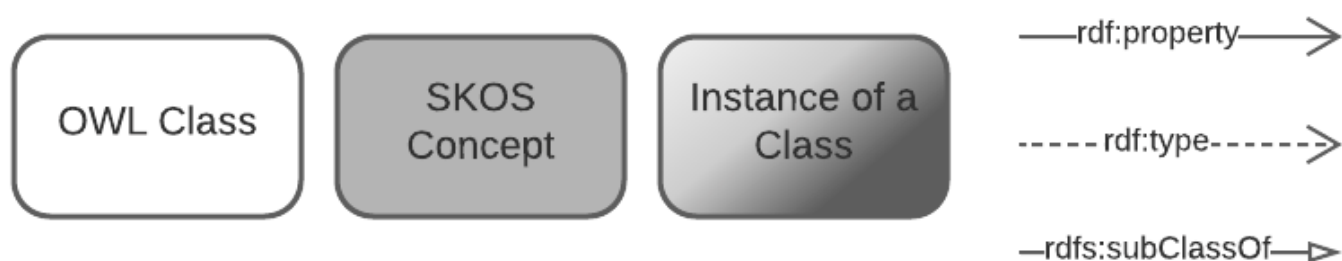 OWL Class
SKOS
Concept
Instance of a
Class
rdf:property
rdf:type
rdfs:subClassOf